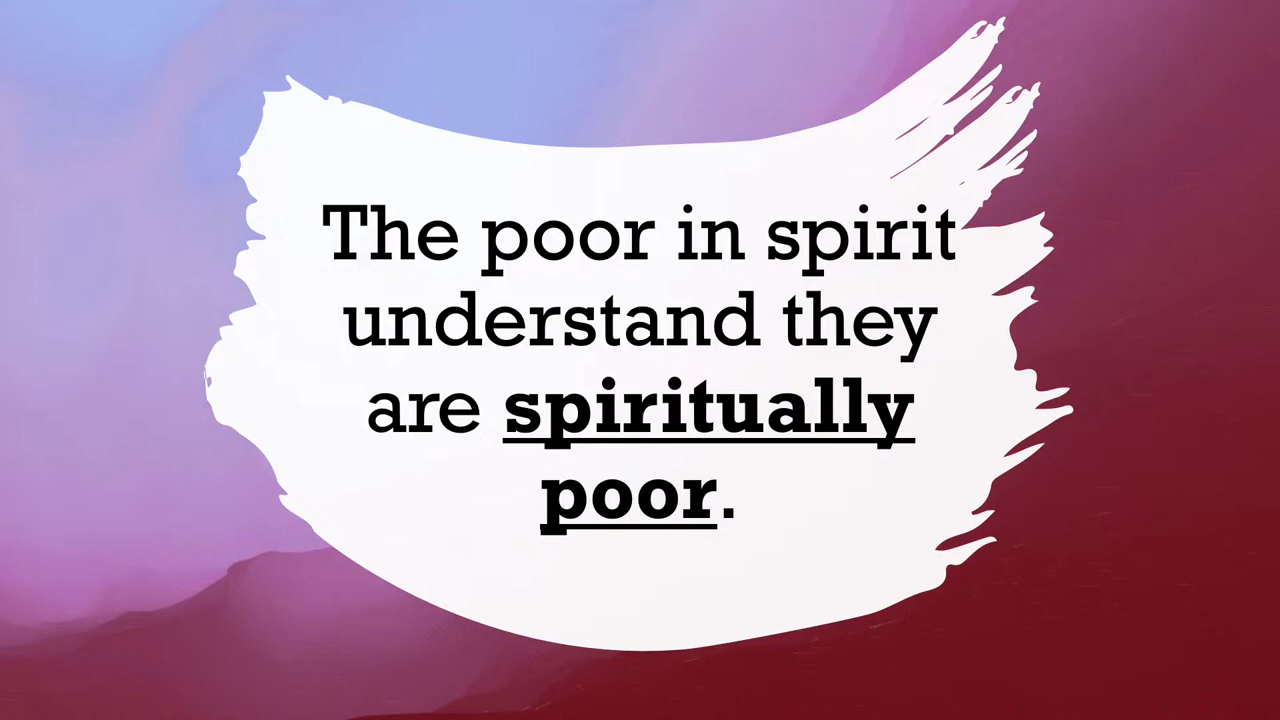 The poor in spirit
understand they
are spiritually
poor.